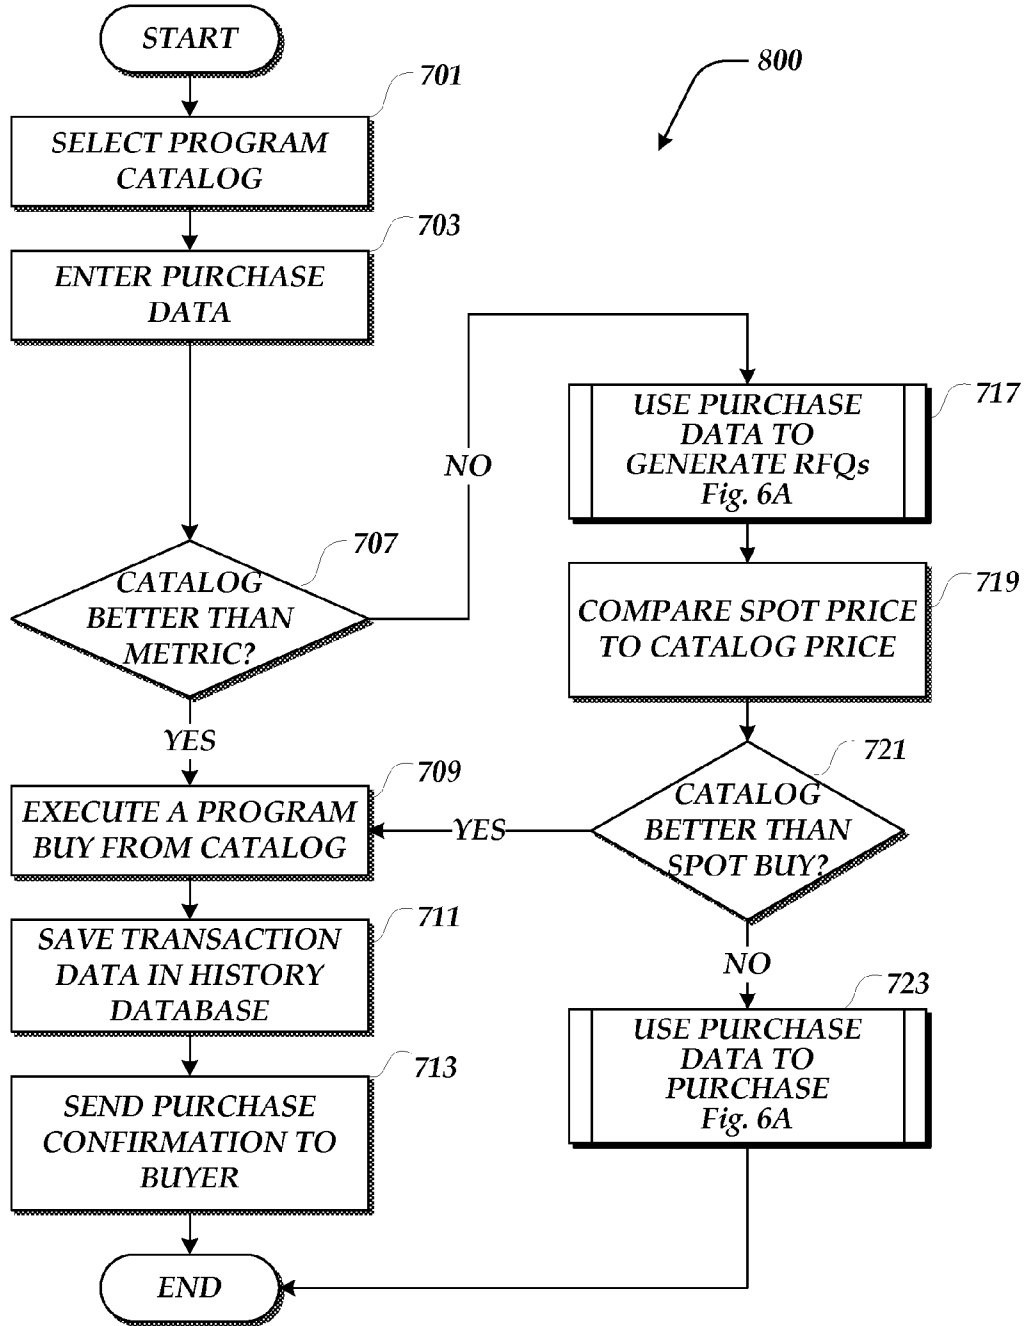 START
800
701
SELECT PROGRAM
CATALOG
703
ENTER PURCHASE
DATA
707
CATALOG
BETTER THAN
METRIC?
NO
YES
717
USE PURCHASE
DATA TO
GENERATE RFQs
Fig. 6A
719
COMPARE SPOT PRICE
TO CATALOG PRICE
721
CATALOG
BETTER THAN
SPOT BUY?
YES
NO
709
EXECUTE A PROGRAM
BUY FROM CATALOG
711
SAVE TRANSACTION
DATA IN HISTORY
DATABASE
713
SEND PURCHASE
CONFIRMATION TO
BUYER
723
USE PURCHASE
DATA TO
PURCHASE
Fig. 6A
END